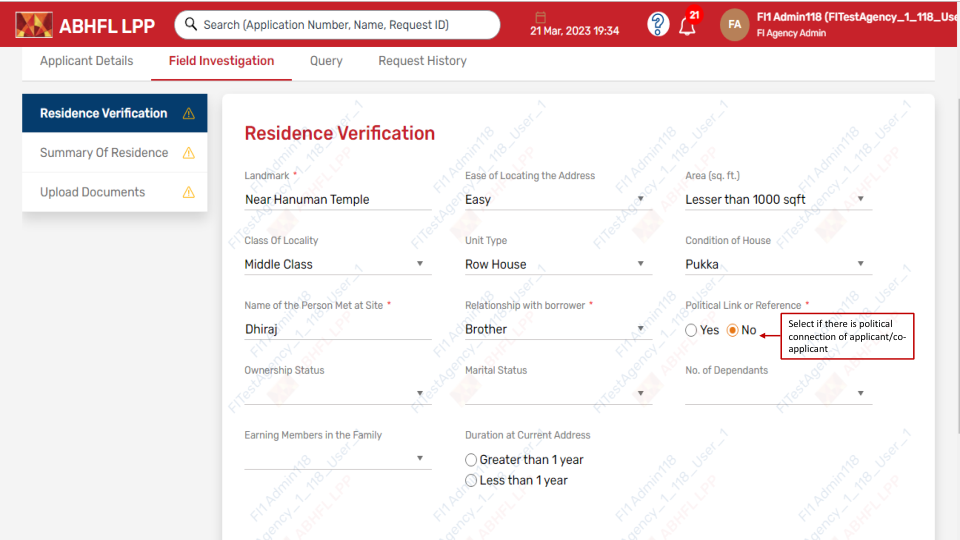 ABHFL LPP
Search (Application Number, Name, Request ID)
21 Mar, 2023 19:34
?
21
FA
FI1 Admin118 (FITestAgency_1_118_Use
FI Agency Admin
Applicant Details
Field Investigation
Query
Request History
Residence Verification
Summary Of Residence
Upload Documents
Residence Verification
Landmark *
Near Hanuman Temple
Ease of Locating the Address
Easy
Area (sq. ft.)
Lesser than 1000 sqft
Class Of Locality
Middle Class
Unit Type
Row House
Condition of House
Pukka
Name of the Person Met at Site *
Dhiraj
Relationship with borrower *
Brother
Political Link or Reference *
Yes
No
Select if there is political
connection of applicant/co-
applicant
Ownership Status
Marital Status
No. of Dependants
Earning Members in the Family
Duration at Current Address
Greater than 1 year
Less than 1 year